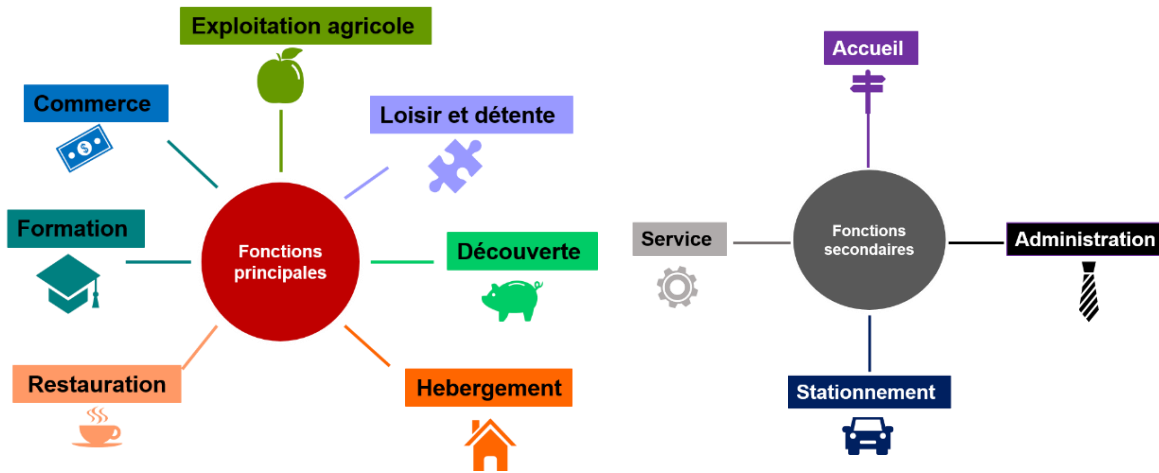 Exploitation agricole
Commerce
Loisir et détente
Formation
Fonctions
principales
Découverte
Restauration
Hebergement
Accueil
Service
Fonctions
secondaires
Administration
Stationnement